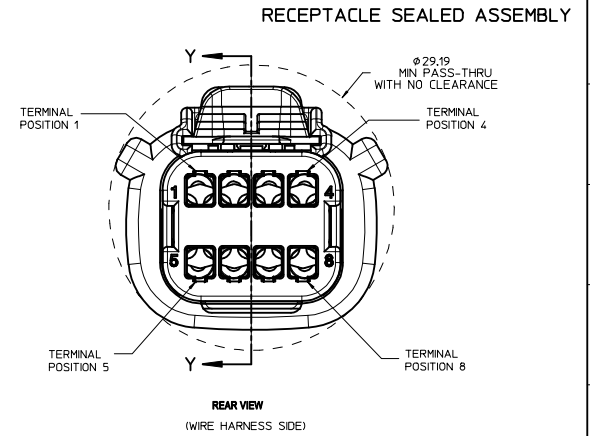 RECEPTACLE SEALED ASSEMBLY
Y
⌀29.19
MIN PASS-THRU
WITH NO CLEARANCE
TERMINAL
POSITION 1
TERMINAL
POSITION 4
1
4
5
8
TERMINAL
POSITION 5
Y
TERMINAL
POSITION 8
REAR VIEW
(WIRE HARNESS SIDE)